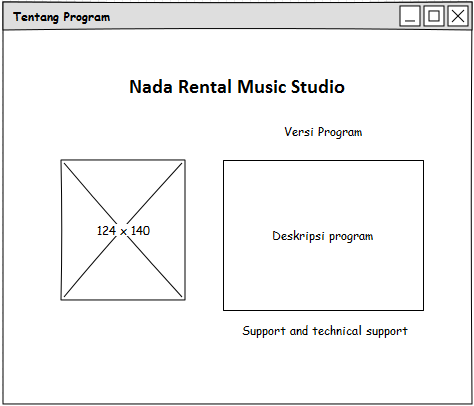 Tentang Program
Nada Rental Music Studio
Versi Program
124 x 140
Deskripsi program
Support and technical support